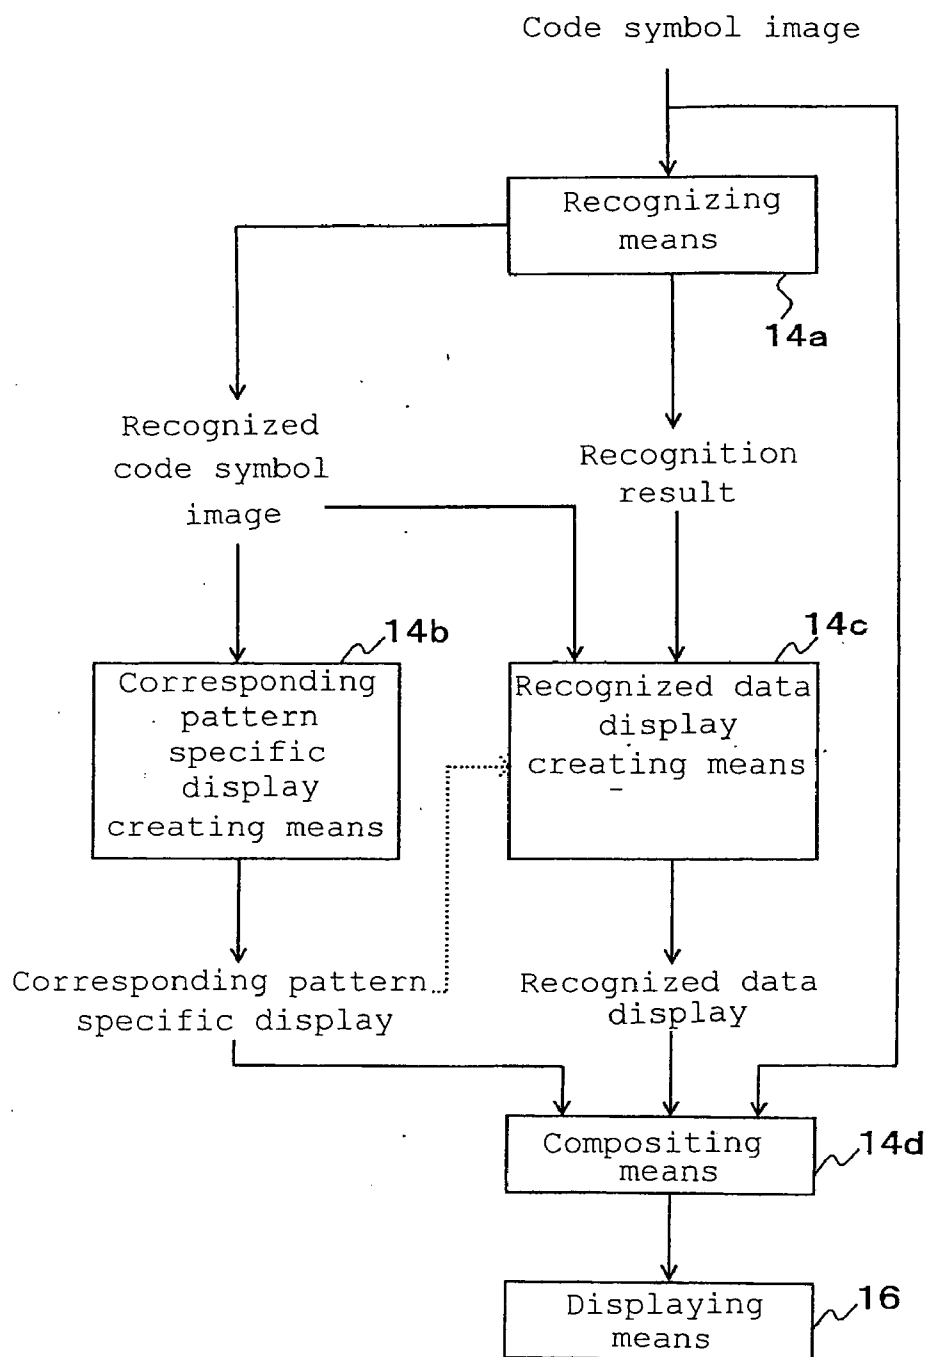 Code symbol image
Recognizing
means
14a
Recognized
code symbol
image
Recognition
result
14b
14c
Corresponding
pattern
specific
display
creating means
Recognized data
display
creating means
Corresponding pattern
specific display
Recognized data
display
Compositing
means
14d
Displaying
means
16